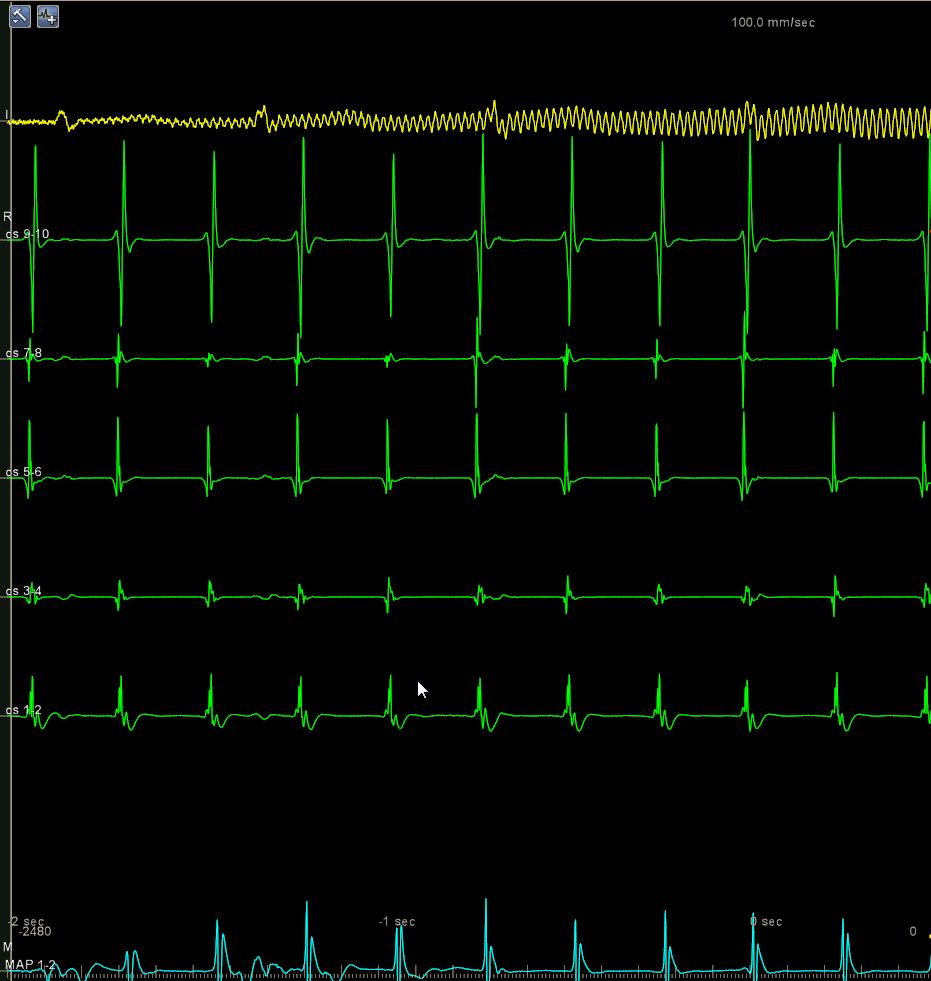 100.0 mm/sec
I
R
cs 9-10
cs 7-8
cs 5-6
cs 3-4
cs 1-2
-2 sec
-1 sec
0 sec
-2480
0
M
MAP 1-2